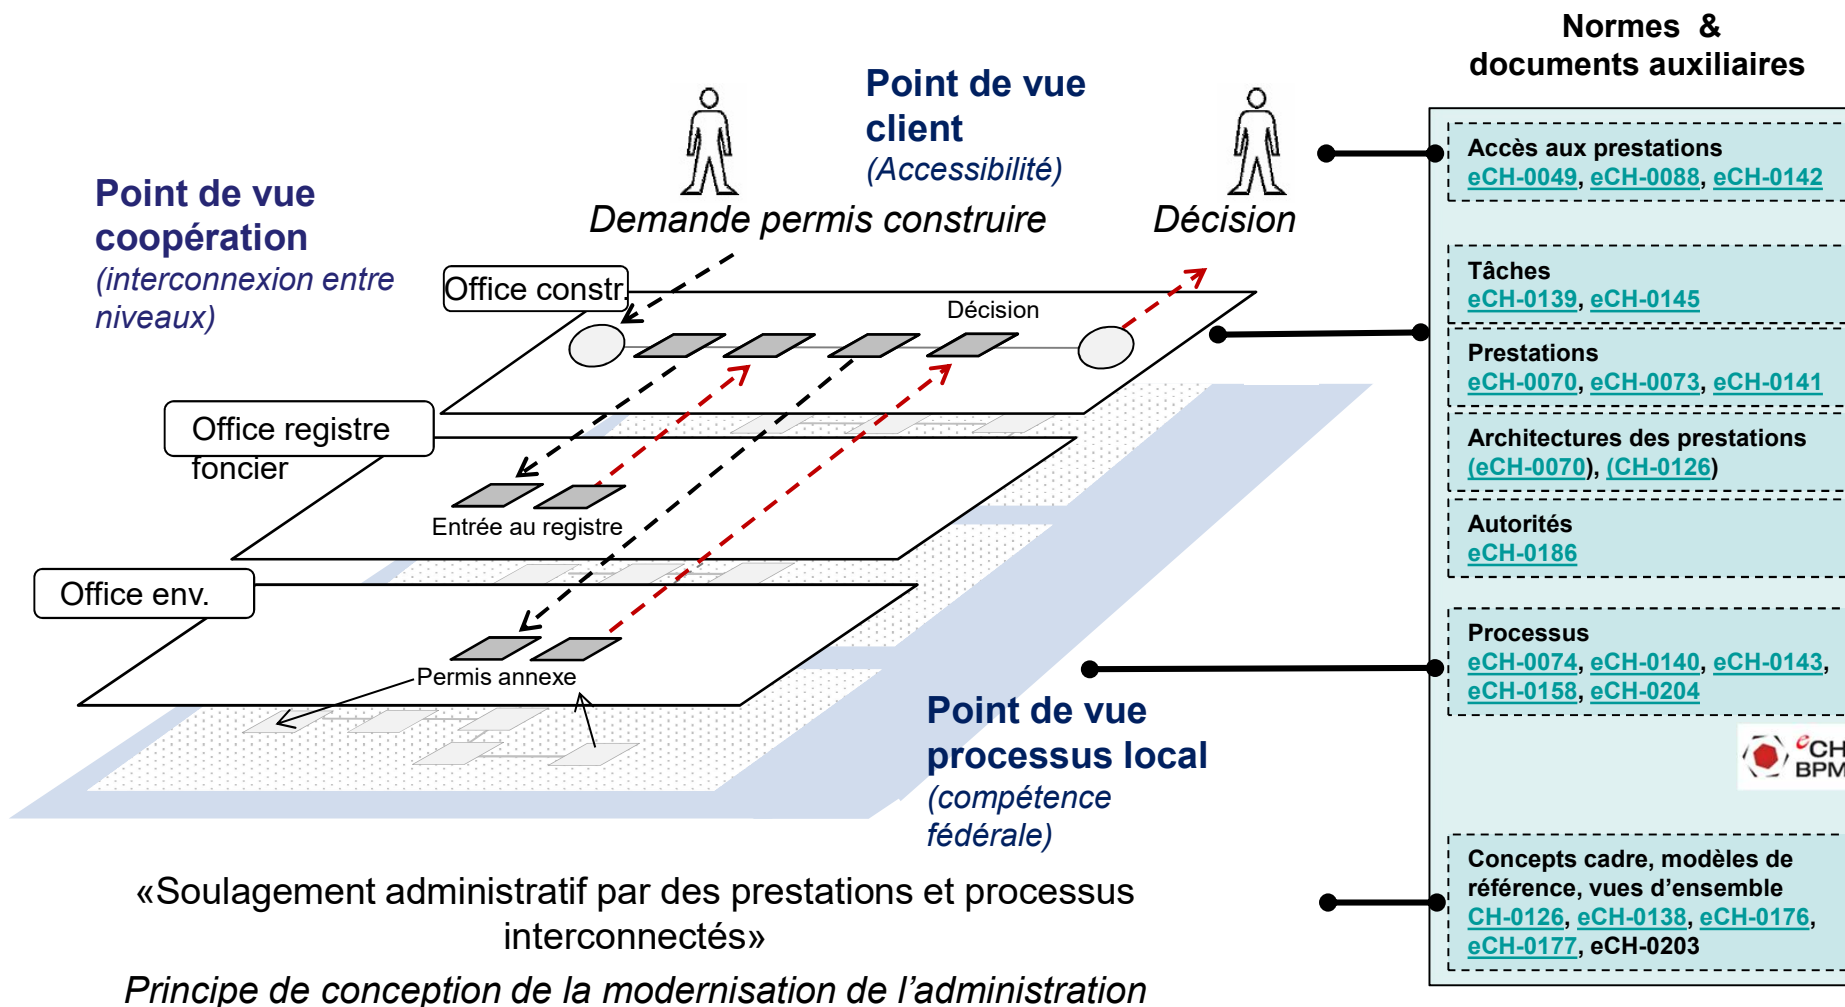 Normes &
documents auxiliaires
Point de vue
client
(Accessibilité)
Point de vue
coopération
(interconnexion entre
niveaux)
Demande permis construire
Décision
Office constr.
Décision
Office registre
foncier
Entrée au registre
Office env.
Permis annexe
Point de vue
processus local
(compétence
fédérale)
«Soulagement administratif par des prestations et processus
interconnectés»
Principe de conception de la modernisation de l’administration
Accès aux prestations
eCH-0049, eCH-0088, eCH-0142
Tâches
eCH-0139, eCH-0145
Prestations
eCH-0070, eCH-0073, eCH-0141
Architectures des prestations
(eCH-0070), (CH-0126)
Autorités
eCH-0186
Processus
eCH-0074, eCH-0140, eCH-0143,
eCH-0158, eCH-0204
eCH
BPM
Concepts cadre, modèles de
référence, vues d’ensemble
CH-0126, eCH-0138, eCH-0176,
eCH-0177, eCH-0203